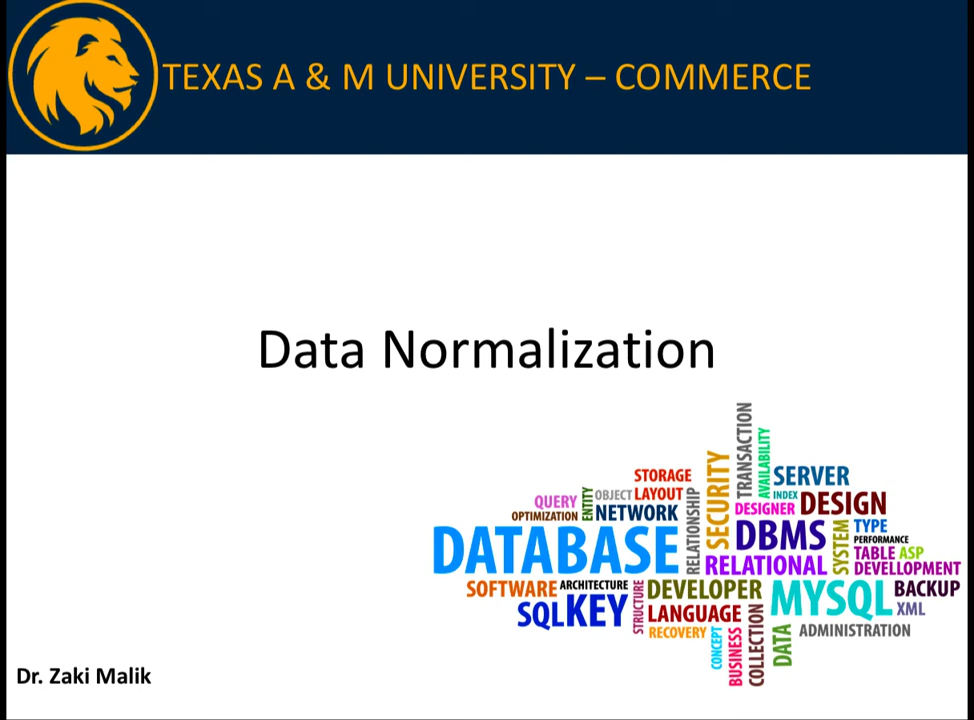 TEXAS A & M UNIVERSITY – COMMERCE
Data Normalization
TRANSACTION
AVAILABILITY
SECURITY
STORAGE
SERVER
QUERY
ENTITY
OBJECT
LAYOUT
RELATIONSHIP
INDEX
DESIGN
OPTIMIZATION
NETWORK
DESIGNER
DATABASE
DBMS
SYSTEM
TYPE
PERFORMANCE
TABLE
ASP
RELATIONAL
DEVELLOPMENT
SOFTWARE
ARCHITECTURE
STRUCTURE
DEVELOPER
MYSQL
BACKUP
SQL
KEY
LANGUAGE
COLLECTION
XML
RECOVERY
CONCEPT
BUSINESS
DATA
ADMINISTRATION
Dr. Zaki Malik